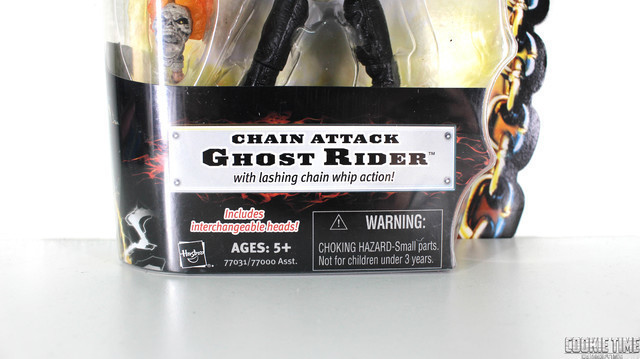 CHAIN ATTACK
GHOST RIDER™
with lashing chain whip action!
Includes
interchangeable heads!
AGES: 5+
77031/77000 Asst.
Hasbro
®
WARNING:
CHOKING HAZARD-Small parts.
Not for children under 3 years.
COOKIE TIME